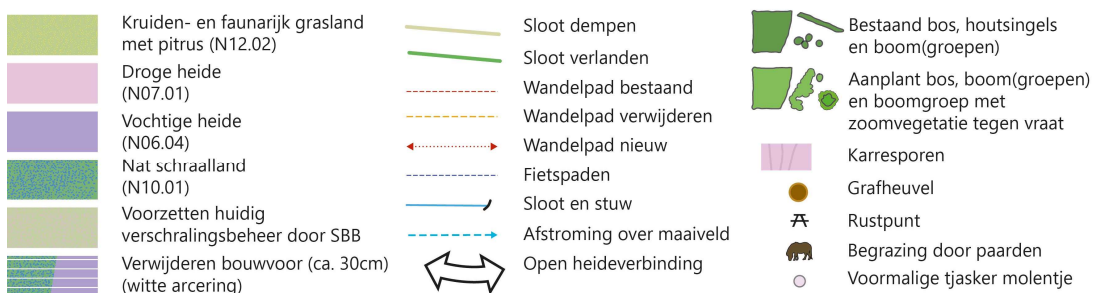 Kruiden- en faunarijk grasland
met pitrus (N12.02)
Droge heide
(N07.01)
Vochtige heide
(N06.04)
Nat schraalland
(N10.01)
Voorzetten huidig
verschralingsbeheer door SBB
Verwijderen bouwvoor (ca. 30cm)
(witte arcering)
Sloot dempen
Sloot verlanden
Wandelpad bestaand
Wandelpad verwijderen
Wandelpad nieuw
Fietspaden
Sloot en stuw
Afstroming over maaiveld
Open heideverbinding
Bestaand bos, houtsingels
en boom(groepen)
Aanplant bos, boom(groepen)
en boomgroep met
zoomvegetatie tegen vraat
Karresporen
Grafheuvel
Rustpunt
Begrazing door paarden
Voormalige tjasker molentje